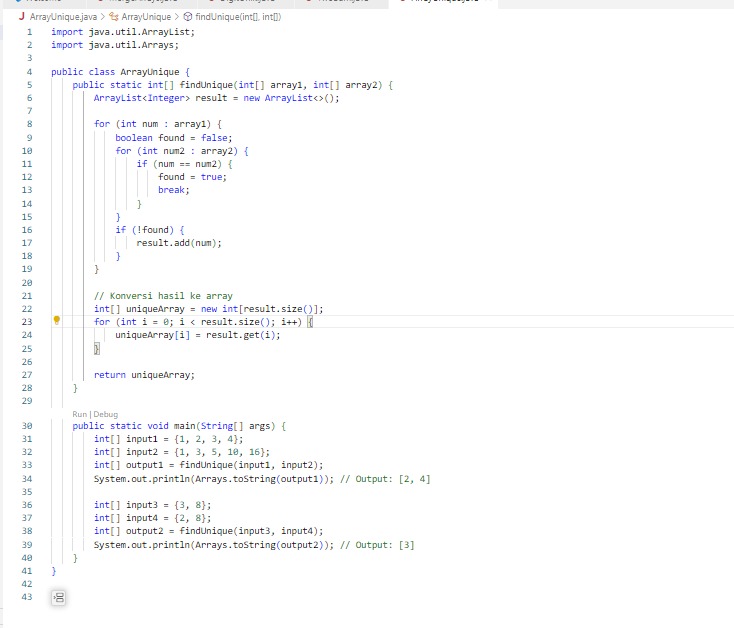 J ArrayUnique.java > ArrayUnique > findUnique(int[], int[])
1 import java.util.ArrayList;
2 import java.util.Arrays;
3
4 public class ArrayUnique {
5 public static int[] findUnique(int[] array1, int[] array2) {
6 ArrayList<Integer> result = new ArrayList<>();
7
8 for (int num : array1) {
9 boolean found = false;
10 for (int num2 : array2) {
11 if (num == num2) {
12 found = true;
13 break;
14 }
15 }
16 if (!found) {
17 result.add(num);
18 }
19 }
20
21 // Konversi hasil ke array
22 int[] uniqueArray = new int[result.size()];
23 for (int i = 0; i < result.size(); i++) {
24 uniqueArray[i] = result.get(i);
25 }
26
27 return uniqueArray;
28 }
29
Run | Debug
30 public static void main(String[] args) {
31 int[] input1 = {1, 2, 3, 4};
32 int[] input2 = {1, 3, 5, 10, 16};
33 int[] output1 = findUnique(input1, input2);
34 System.out.println(Arrays.toString(output1)); // Output: [2, 4]
35
36 int[] input3 = {3, 8};
37 int[] input4 = {2, 8};
38 int[] output2 = findUnique(input3, input4);
39 System.out.println(Arrays.toString(output2)); // Output: [3]
40 }
41 }
42
43